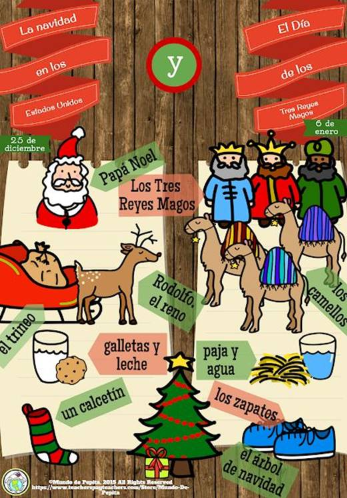 La navidad
en los
Estados Unidos
y
El Día
de los
Tres Reyes
Magos
25 de
diciembre
6 de
enero
Papá Noel
Los Tres
Reyes Magos
Rodolfo,
el reno
los
camellos
el trineo
galletas y
leche
paja y
agua
un calcetín
los zapatos
el árbol
de navidad
©Mundo de Pepita, 2015 All Rights Reserved
https://www.teacherspayteachers.com/Store/Mundo-De-
Pepita